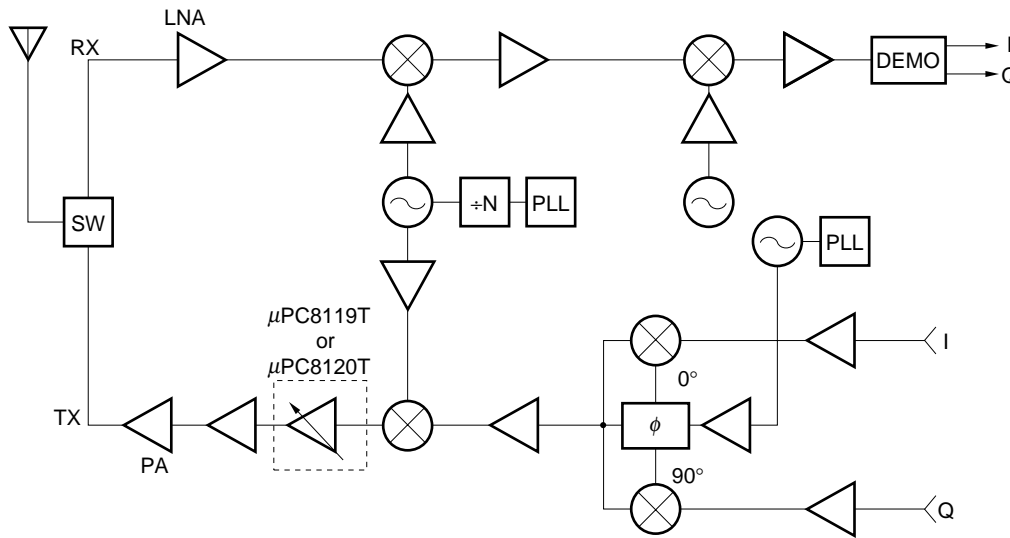 LNA
RX
DEMO
SW
÷N
PLL
PLL
μPC8119T
or
μPC8120T
I
0°
TX
ϕ
PA
90°
Q